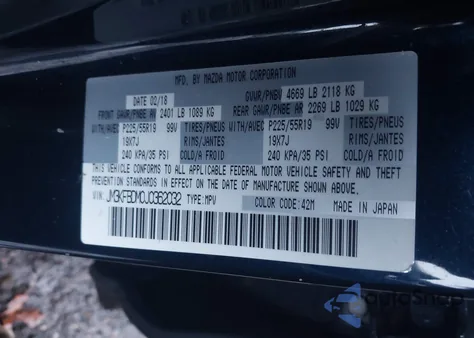 MFD. BY MAZDA MOTOR CORPORATION
DATE 02/18 GVWR/PNBV 4669 LB 2118 KG
FRONT GAWR/PNBE AR 2401 LB 1089 KG REAR GAWR/PNBE AR 2269 LB 1029 KG
WITH/AVEC P225/55R19 99V TIRES/PNEUS WITH/AVEC P225/55R19 99V TIRES/PNEUS
19X7J RIMS/JANTES 19X7J RIMS/JANTES
240 KPA/35 PSI COLD/FROID 240 KPA/35 PSI COLD/FROID
THIS VEHICLE CONFORMS TO ALL APPLICABLE FEDERAL MOTOR VEHICLE SAFETY AND THEFT
PREVENTION STANDARDS IN EFFECT ON THE DATE OF MANUFACTURE SHOWN ABOVE.
JM3KFBDM0J0362032 TYPE: MPV COLOR CODE: 42M MADE IN JAPAN